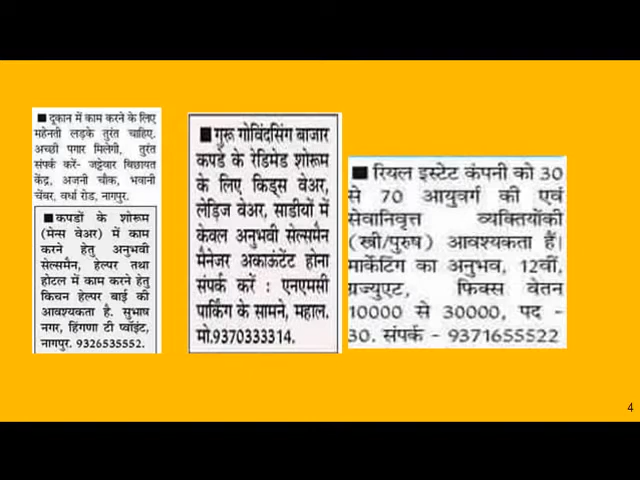 ■ दूकान में काम करने के लिए
महेनती लड़के तुरंत चाहिए.
अच्छी पगार मिलेगी, तुरंत
संपर्क करें- जट्टेवार बिछायत
केंद्र, अजनी चौक, भवानी
चेंबर, वर्धा रोड, नागपुर.
■ कपडों के शोरूम
(मेन्स वेअर) में काम
करने हेतु अनुभवी
सेल्समैन, हेल्पर तथा
होटल में काम करने हेतु
किचन हेल्पर बाई की
आवश्यकता है. सुभाष
नगर, हिंगणा टी प्वॉइंट,
नागपुर. 9326535552.
■ गुरू गोविंदसिंग बाजार
कपडे के रेडिमेड शोरूम
के लिए किड्स वेअर,
लेड़िज वेअर, साडीयों में
केवल अनुभवी सेल्समैन
मैनेजर अकाऊंटेंट होना
संपर्क करें : एनएमसी
पार्किंग के सामने, महाल.
मो.9370333314.
■ रियल इस्टेट कंपनी को 30
से 70 आयुवर्ग की एवं
सेवानिवृत्त व्यक्तियोंकी
(स्त्री/पुरुष) आवश्यकता हैं।
मार्केटिंग का अनुभव, 12वीं,
ग्रज्युएट, फिक्स वेतन
10000 से 30000, पद -
30. संपर्क - 9371655522
4